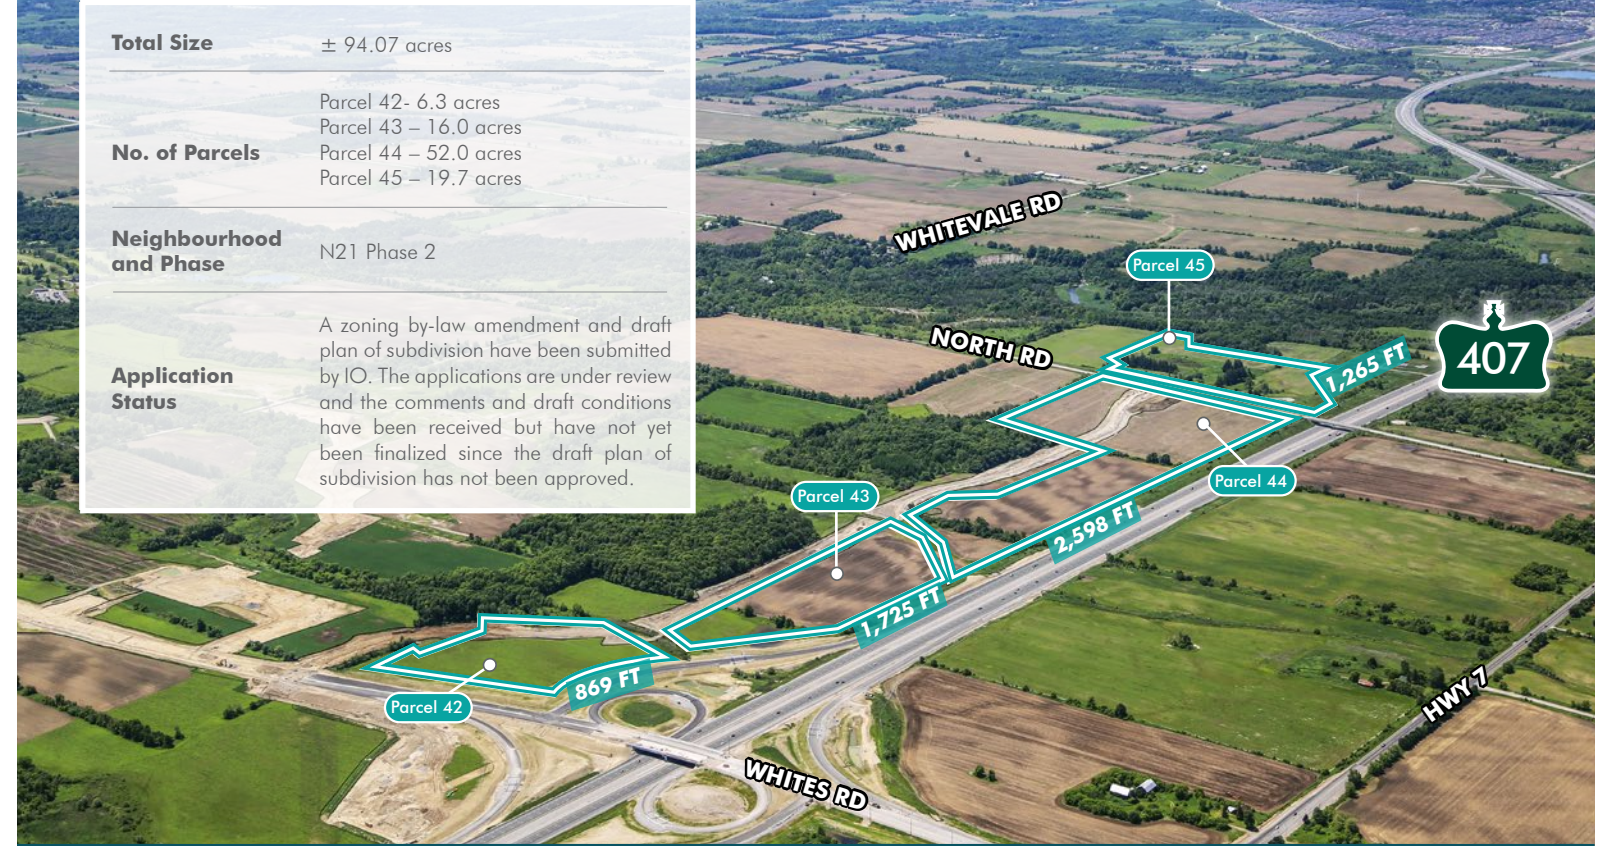 Total Size
± 94.07 acres
No. of Parcels
Parcel 42- 6.3 acres
Parcel 43 – 16.0 acres
Parcel 44 – 52.0 acres
Parcel 45 – 19.7 acres
Neighbourhood
and Phase
N21 Phase 2
Application
Status
A zoning by-law amendment and draft
plan of subdivision have been submitted
by IO. The applications are under review
and the comments and draft conditions
have been received but have not yet
been finalized since the draft plan of
subdivision has not been approved.
WHITEVALE RD
Parcel 45
NORTH RD
1,265 FT
407
Parcel 44
Parcel 43
2,598 FT
1,725 FT
869 FT
Parcel 42
HWY 7
WHITES RD